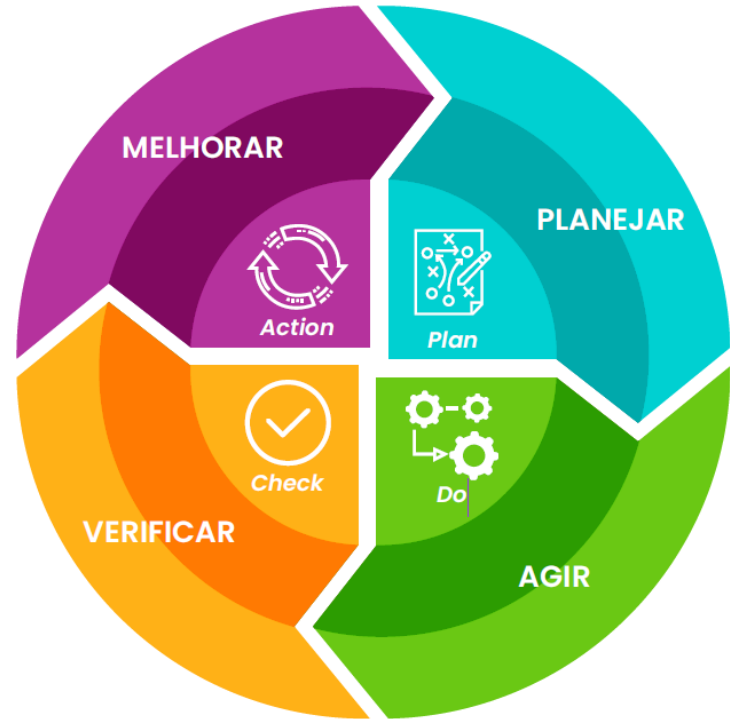 MELHORAR
PLANEJAR
Action
Plan
Check
Do
VERIFICAR
AGIR